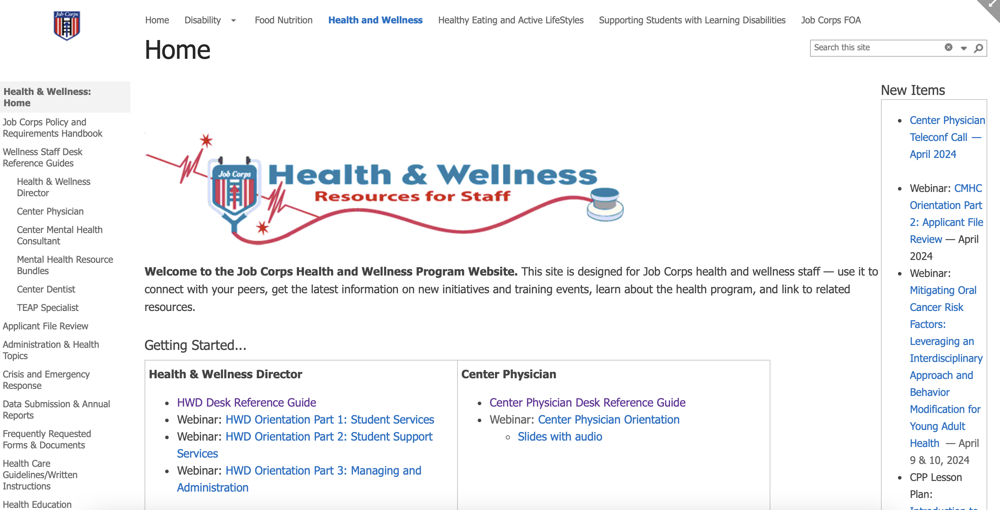 Job Corps
Home Disability Food Nutrition Health and Wellness Healthy Eating and Active LifeStyles Supporting Students with Learning Disabilities Job Corps FOA
Home
Search this site
Health & Wellness:
Home
Job Corps Policy and
Requirements Handbook
Wellness Staff Desk
Reference Guides
Health & Wellness
Director
Center Physician
Center Mental Health
Consultant
Mental Health Resource
Bundles
Center Dentist
TEAP Specialist
Applicant File Review
Administration & Health
Topics
Crisis and Emergency
Response
Data Submission & Annual
Reports
Frequently Requested
Forms & Documents
Health Care
Guidelines/Written
Instructions
Health Education
Job Corps
Health & Wellness
Resources for Staff
Welcome to the Job Corps Health and Wellness Program Website. This site is designed for Job Corps health and wellness staff — use it to
connect with your peers, get the latest information on new initiatives and training events, learn about the health program, and link to related
resources.
Getting Started...
Health & Wellness Director
• HWD Desk Reference Guide
• Webinar: HWD Orientation Part 1: Student Services
• Webinar: HWD Orientation Part 2: Student Support
Services
• Webinar: HWD Orientation Part 3: Managing and
Administration
Center Physician
• Center Physician Desk Reference Guide
• Webinar: Center Physician Orientation
○ Slides with audio
New Items
• Center Physician
Teleconf Call —
April 2024
• Webinar: CMHC
Orientation Part
2: Applicant File
Review — April
2024
• Webinar:
Mitigating Oral
Cancer Risk
Factors:
Leveraging an
Interdisciplinary
Approach and
Behavior
Modification for
Young Adult
Health — April
9 & 10, 2024
• CPP Lesson
Plan:
Introduction to